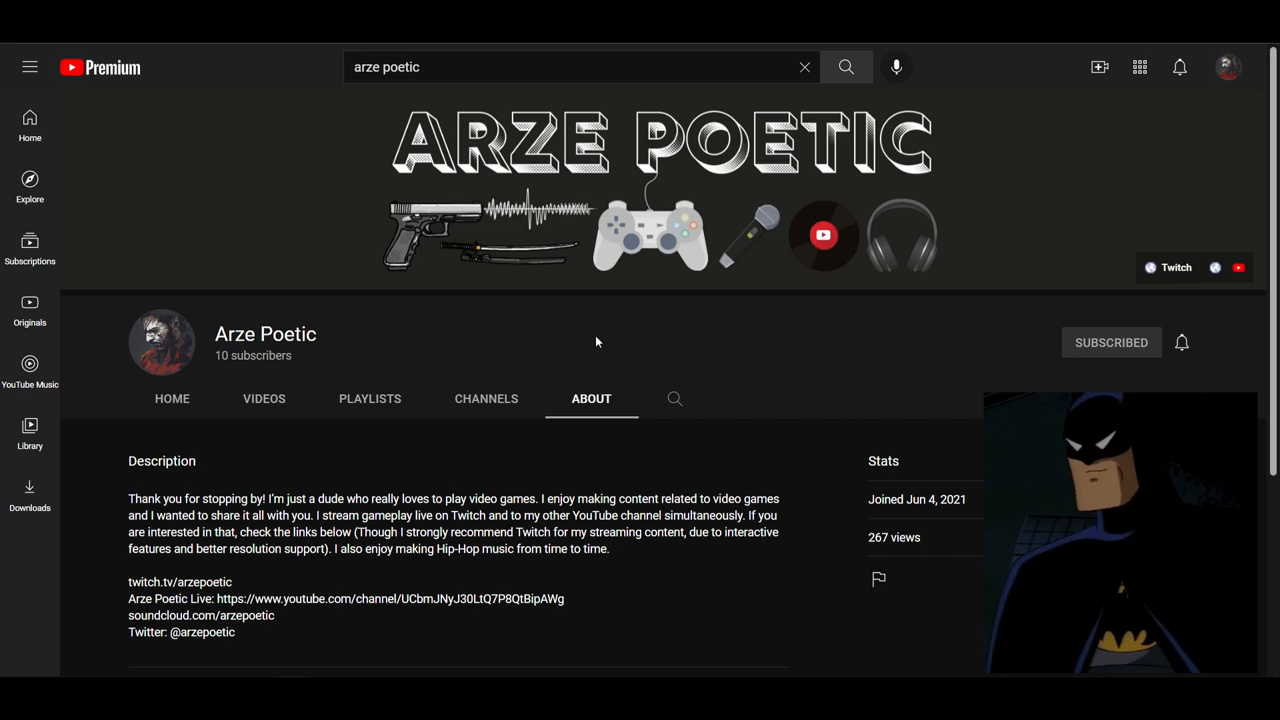 Premium
arze poetic
ARZE POETIC
Home
Explore
Subscriptions
Originals
YouTube Music
Library
Downloads
Twitch
Arze Poetic
10 subscribers
SUBSCRIBED
HOME
VIDEOS
PLAYLISTS
CHANNELS
ABOUT
Description
Thank you for stopping by! I'm just a dude who really loves to play video games. I enjoy making content related to video games
and I wanted to share it all with you. I stream gameplay live on Twitch and to my other YouTube channel simultaneously. If you
are interested in that, check the links below (Though I strongly recommend Twitch for my streaming content, due to interactive
features and better resolution support). I also enjoy making Hip-Hop music from time to time.
twitch.tv/arzepoetic
Arze Poetic Live: https://www.youtube.com/channel/UCbmJNyJ30LtQ7P8QtBipAWg
soundcloud.com/arzepoetic
Twitter: @arzepoetic
Stats
Joined Jun 4, 2021
267 views